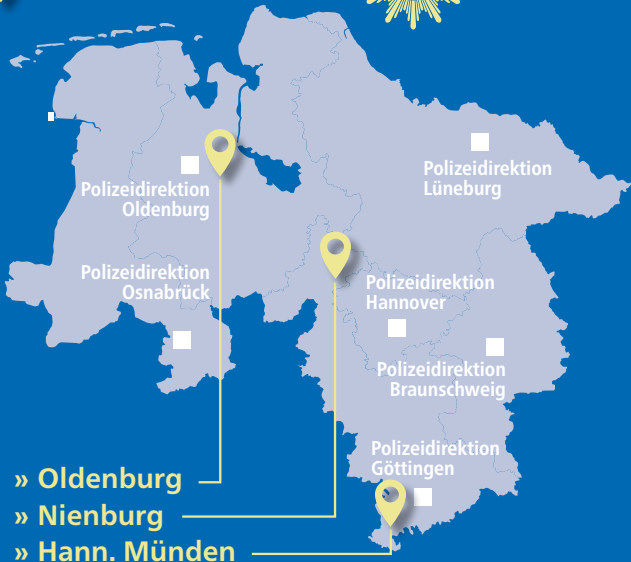 Polizeidirektion
Lüneburg
Polizeidirektion
Oldenburg
Polizeidirektion
Osnabrück
Polizeidirektion
Hannover
Polizeidirektion
Braunschweig
Polizeidirektion
Göttingen
» Oldenburg
» Nienburg
» Hann. Münden